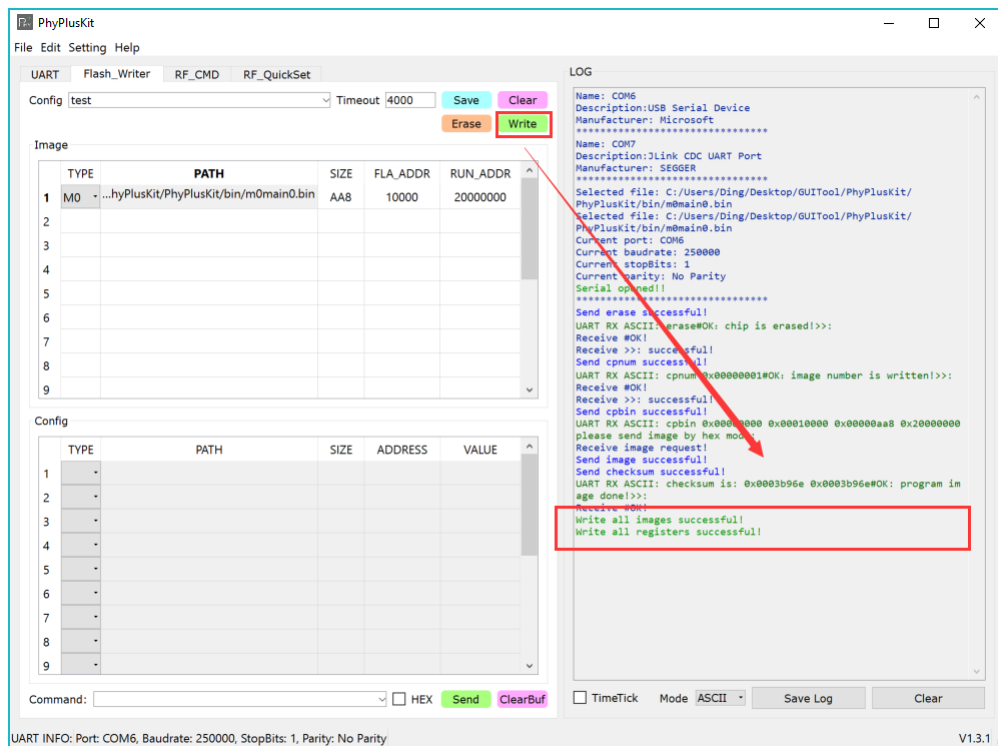 PhyPlusKit
File Edit Setting Help
UART Flash_Writer RF_CMD RF_QuickSet
Config test Timeout 4000 Save Clear
Erase Write
Image
TYPE PATH SIZE FLA_ADDR RUN_ADDR
1 M0 ...hyPlusKit/PhyPlusKit/bin/m0main0.bin AA8 10000 20000000
2
3
4
5
6
7
8
9
Config
TYPE PATH SIZE ADDRESS VALUE
1
2
3
4
5
6
7
8
9
Command: HEX Send ClearBuf
LOG
Name: COM6
Description:USB Serial Device
Manufacturer: Microsoft
********************************
Name: COM7
Description:JLink CDC UART Port
Manufacturer: SEGGER
********************************
Selected file: C:/Users/Ding/Desktop/GUITool/PhyPlusKit/
PhyPlusKit/bin/m0main0.bin
Selected file: C:/Users/Ding/Desktop/GUITool/PhyPlusKit/
PhyPlusKit/bin/m0main0.bin
Current port: COM6
Current baudrate: 250000
Current stopBits: 1
Current parity: No Parity
Serial opened!!
********************************
Send erase successful!
UART RX ASCII: erase#OK: chip is erased!>>:
Receive #OK!
Receive >>: successful!
Send cpnum successful!
UART RX ASCII: cpnum 0x00000001#OK: image number is written!>>:
Receive #OK!
Receive >>: successful!
Send cpbin successful!
UART RX ASCII: cpbin 0x00000000 0x00010000 0x00000aa8 0x20000000
please send image by hex mode:
Receive image request!
Send image successful!
Send checksum successful!
UART RX ASCII: checksum is: 0x0003b96e 0x0003b96e#OK: program im
age done!>>:
Receive #OK!
Write all images successful!
Write all registers successful!
TimeTick Mode ASCII Save Log Clear
UART INFO: Port: COM6, Baudrate: 250000, StopBits: 1, Parity: No Parity V1.3.1